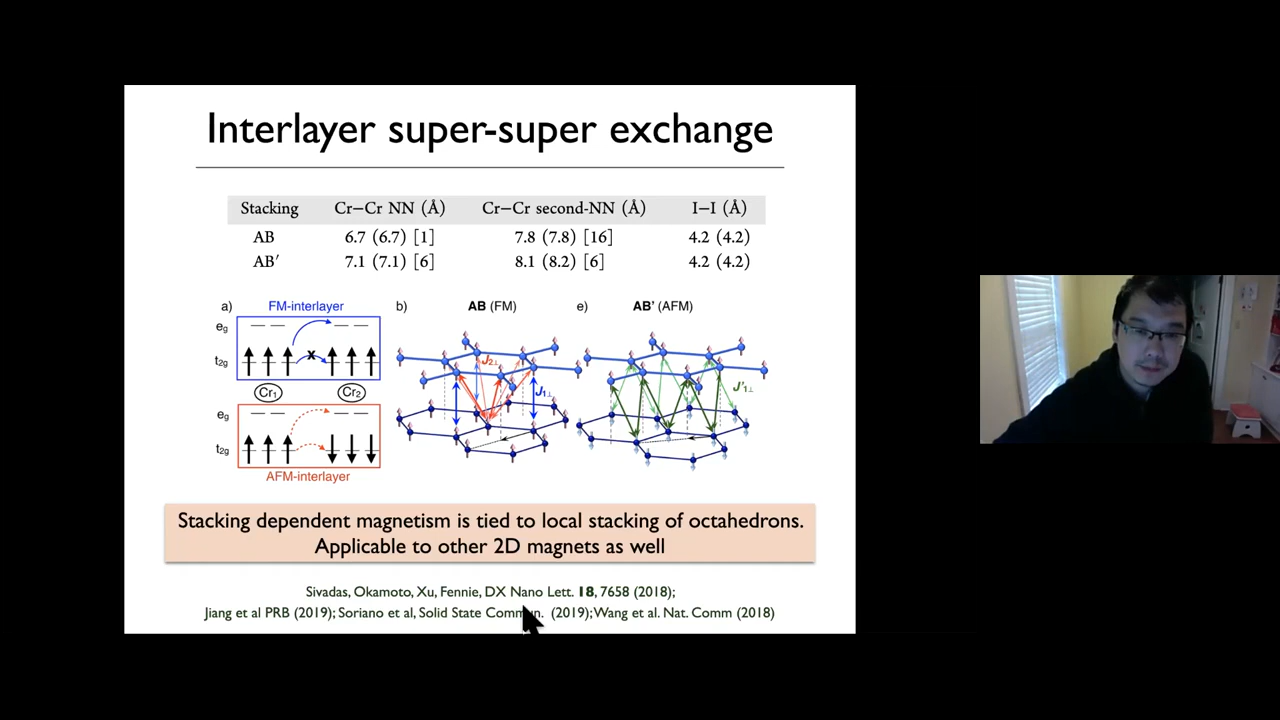 Interlayer super-super exchange
Stacking Cr−Cr NN (Å) Cr−Cr second-NN (Å) I−I (Å)
AB 6.7 (6.7) [1] 7.8 (7.8) [16] 4.2 (4.2)
AB′ 7.1 (7.1) [6] 8.1 (8.2) [6] 4.2 (4.2)
a) FM-interlayer b) AB (FM) e) AB' (AFM)
eg
t2g x
Cr1 Cr2
eg
t2g
AFM-interlayer
J2⊥
J1⊥
J'1⊥
Stacking dependent magnetism is tied to local stacking of octahedrons.
Applicable to other 2D magnets as well
Sivadas, Okamoto, Xu, Fennie, DX Nano Lett. 18, 7658 (2018);
Jiang et al PRB (2019); Soriano et al, Solid State Commun. (2019); Wang et al. Nat. Comm (2018)